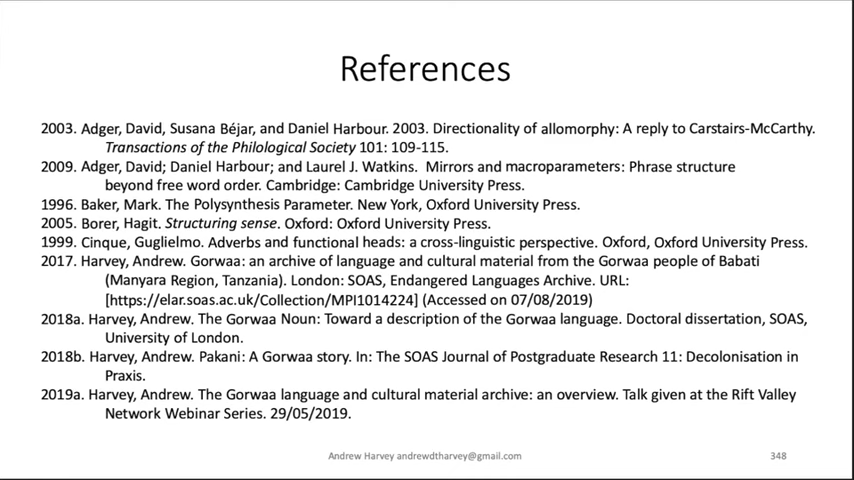 References
2003. Adger, David, Susana Béjar, and Daniel Harbour. 2003. Directionality of allomorphy: A reply to Carstairs-McCarthy.
Transactions of the Philological Society 101: 109-115.
2009. Adger, David; Daniel Harbour; and Laurel J. Watkins. Mirrors and macroparameters: Phrase structure
beyond free word order. Cambridge: Cambridge University Press.
1996. Baker, Mark. The Polysynthesis Parameter. New York, Oxford University Press.
2005. Borer, Hagit. Structuring sense. Oxford: Oxford University Press.
1999. Cinque, Guglielmo. Adverbs and functional heads: a cross-linguistic perspective. Oxford, Oxford University Press.
2017. Harvey, Andrew. Gorwaa: an archive of language and cultural material from the Gorwaa people of Babati
(Manyara Region, Tanzania). London: SOAS, Endangered Languages Archive. URL:
[https://elar.soas.ac.uk/Collection/MPI1014224] (Accessed on 07/08/2019)
2018a. Harvey, Andrew. The Gorwaa Noun: Toward a description of the Gorwaa language. Doctoral dissertation, SOAS,
University of London.
2018b. Harvey, Andrew. Pakani: A Gorwaa story. In: The SOAS Journal of Postgraduate Research 11: Decolonisation in
Praxis.
2019a. Harvey, Andrew. The Gorwaa language and cultural material archive: an overview. Talk given at the Rift Valley
Network Webinar Series. 29/05/2019.
Andrew Harvey andrewdtharvey@gmail.com
348